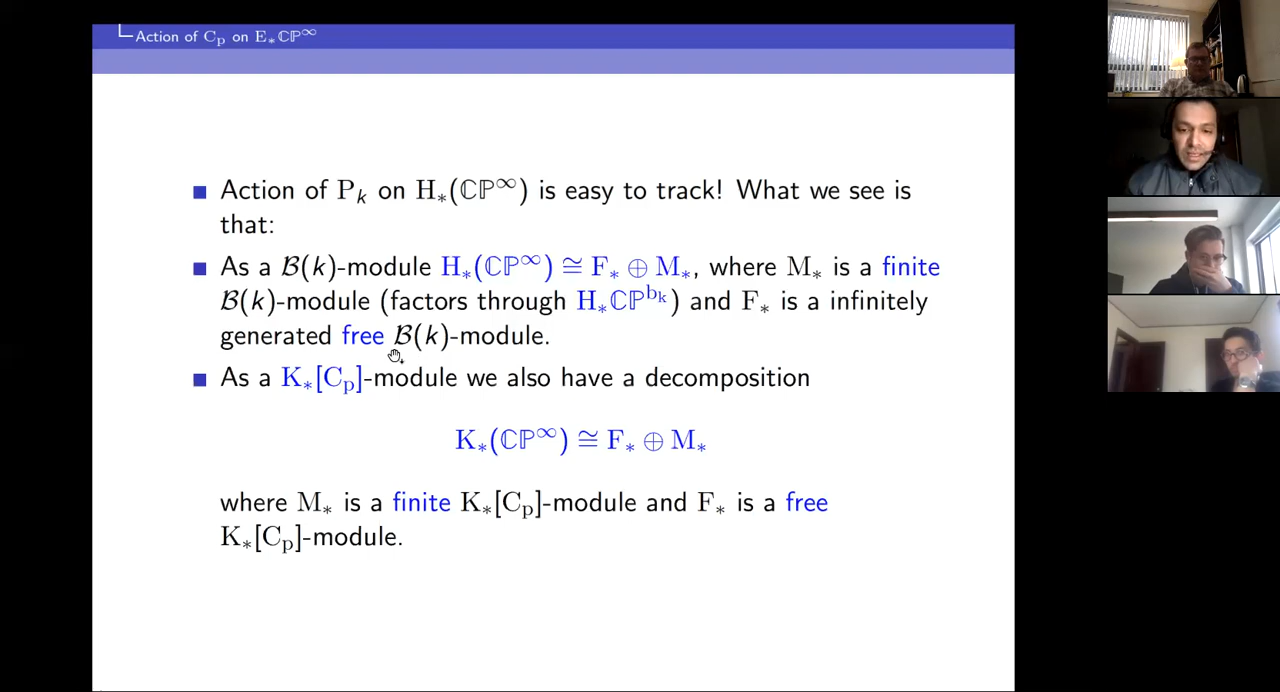 Action of Cₚ on E∗ℂℙ^∞
Action of Pₖ on H∗(ℂℙ^∞) is easy to track! What we see is
that:
As a ℬ(k)-module H∗(ℂℙ^∞) ≅ F∗ ⊕ M∗, where M∗ is a finite
ℬ(k)-module (factors through H∗ℂℙ^{bₖ}) and F∗ is a infinitely
generated free ℬ(k)-module.
As a K∗[Cₚ]-module we also have a decomposition
K∗(ℂℙ^∞) ≅ F∗ ⊕ M∗
where M∗ is a finite K∗[Cₚ]-module and F∗ is a free
K∗[Cₚ]-module.